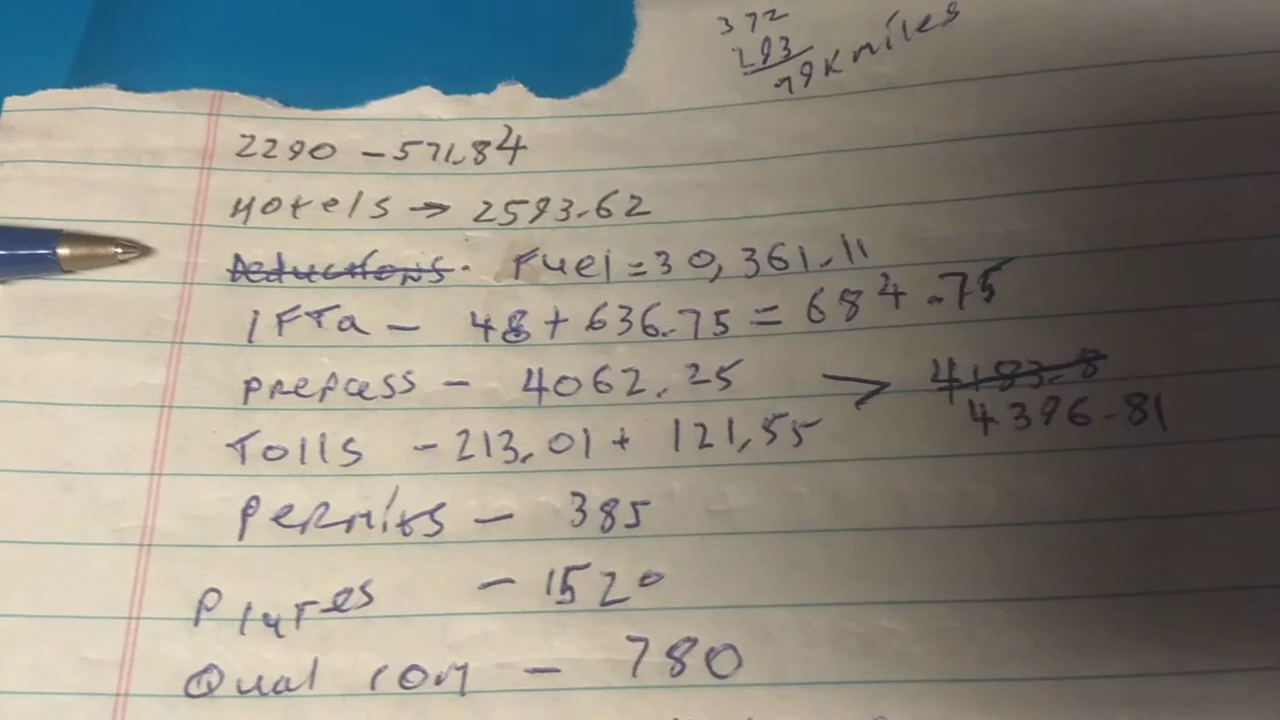 372
293
79K miles
2290 - 571.84
Hotels → 2593.62
Deductions. Fuel = 30,361.11
IFTa - 48 + 636.75 = 684.75
prepass - 4062.25 > 4183.8
4396.81
Tolls - 213.01 + 121.55
permits - 385
Plates - 1520
Qual com - 780